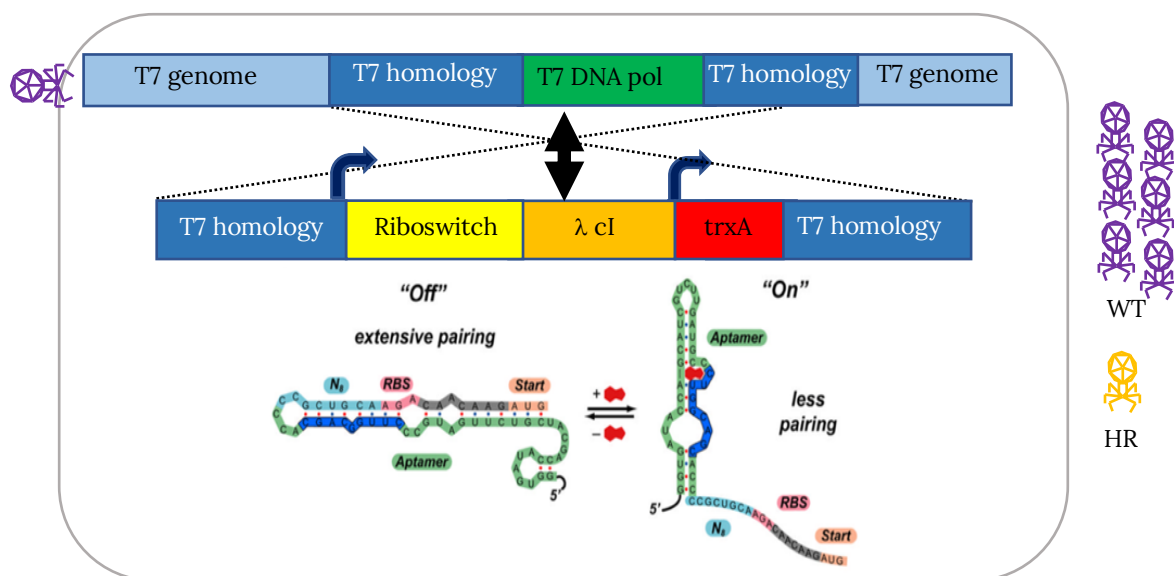 T7 genome
T7 homology
T7 DNA pol
T7 homology
T7 genome
T7 homology
Riboswitch
λ cI
trxA
T7 homology
WT
HR
"Off"
extensive pairing
N₈
RBS
Start
Aptamer
5'
+
–
"On"
Aptamer
less
pairing
5'
CCGCUGCAAGACAACAAGAUG
N₈
RBS
Start